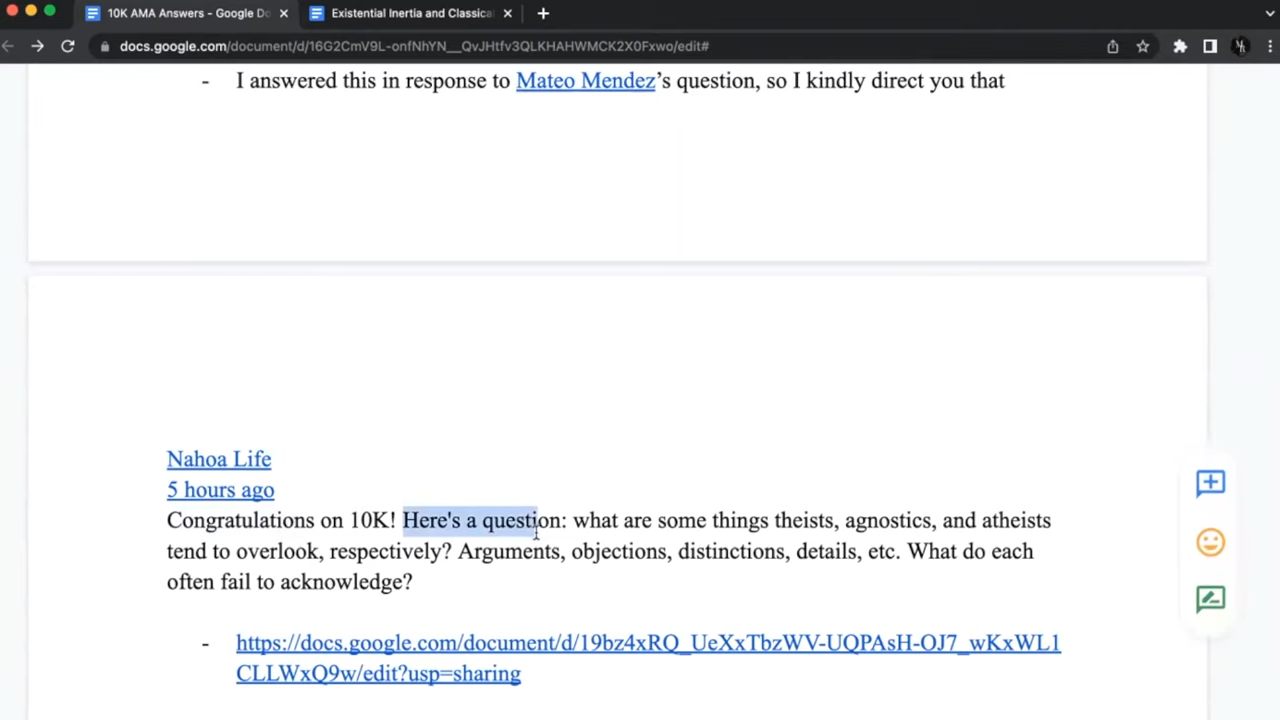 10K AMA Answers - Google Do
Existential Inertia and Classica
docs.google.com/document/d/16G2CmV9L-onfNhYN__QvJHtfv3QLKHAHWMCK2X0Fxwo/edit#
- I answered this in response to Mateo Mendez's question, so I kindly direct you that
Nahoa Life
5 hours ago
Congratulations on 10K! Here's a question: what are some things theists, agnostics, and atheists
tend to overlook, respectively? Arguments, objections, distinctions, details, etc. What do each
often fail to acknowledge?
- https://docs.google.com/document/d/19bz4xRQ_UeXxTbzWV-UQPAsH-OJ7_wKxWL1
CLLWxQ9w/edit?usp=sharing